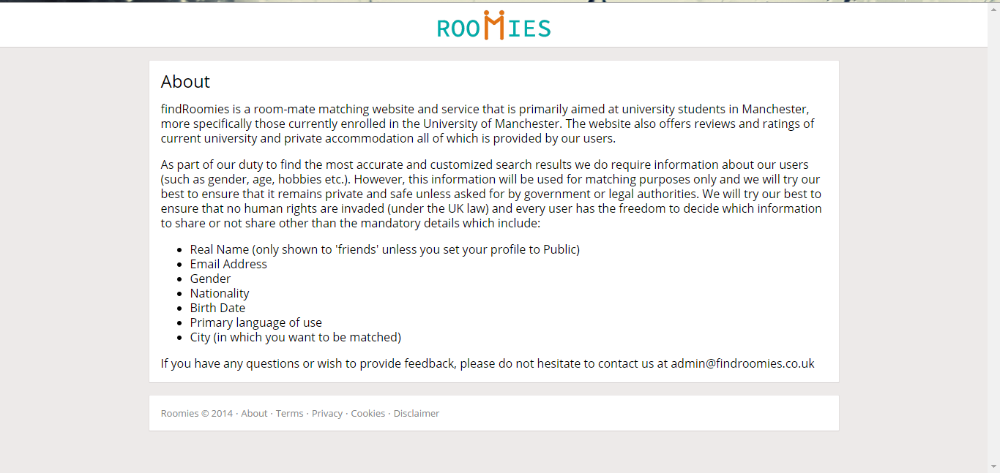 ROOMIES
About
findRoomies is a room-mate matching website and service that is primarily aimed at university students in Manchester,
more specifically those currently enrolled in the University of Manchester. The website also offers reviews and ratings of
current university and private accommodation all of which is provided by our users.
As part of our duty to find the most accurate and customized search results we do require information about our users
(such as gender, age, hobbies etc.). However, this information will be used for matching purposes only and we will try our
best to ensure that it remains private and safe unless asked for by government or legal authorities. We will try our best to
ensure that no human rights are invaded (under the UK law) and every user has the freedom to decide which information
to share or not share other than the mandatory details which include:
• Real Name (only shown to 'friends' unless you set your profile to Public)
• Email Address
• Gender
• Nationality
• Birth Date
• Primary language of use
• City (in which you want to be matched)
If you have any questions or wish to provide feedback, please do not hesitate to contact us at admin@findroomies.co.uk
Roomies © 2014 · About · Terms · Privacy · Cookies · Disclaimer